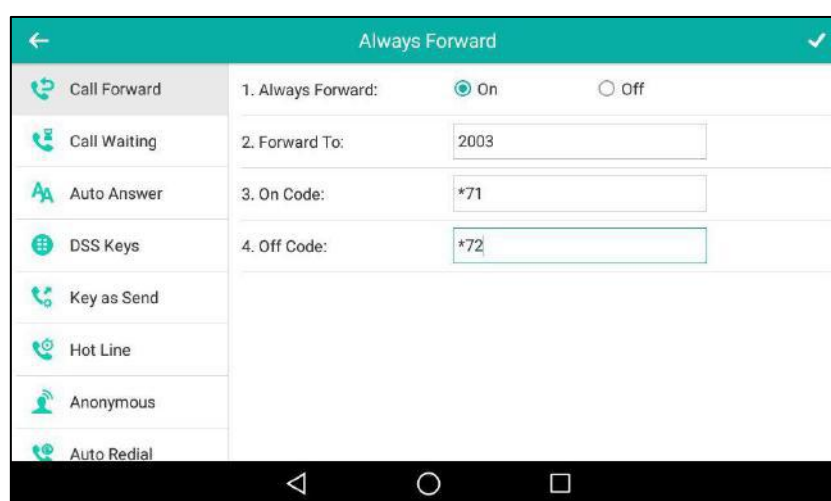 Always Forward
Call Forward
1. Always Forward: On Off
Call Waiting
2. Forward To: 2003
Auto Answer
3. On Code: *71
DSS Keys
4. Off Code: *72
Key as Send
Hot Line
Anonymous
Auto Redial